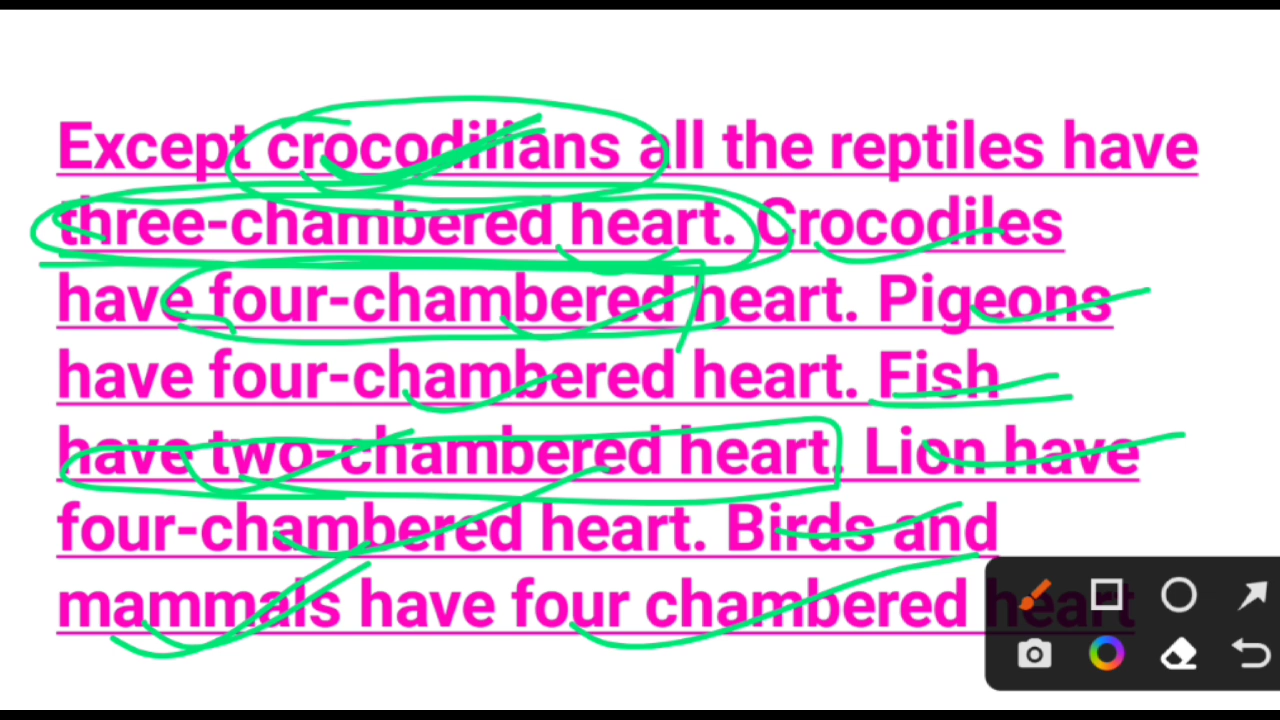 Except crocodilians all the reptiles have
three-chambered heart. Crocodiles
have four-chambered heart. Pigeons
have four-chambered heart. Fish
have two-chambered heart. Lion have
four-chambered heart. Birds and
mammals have four chambered heart